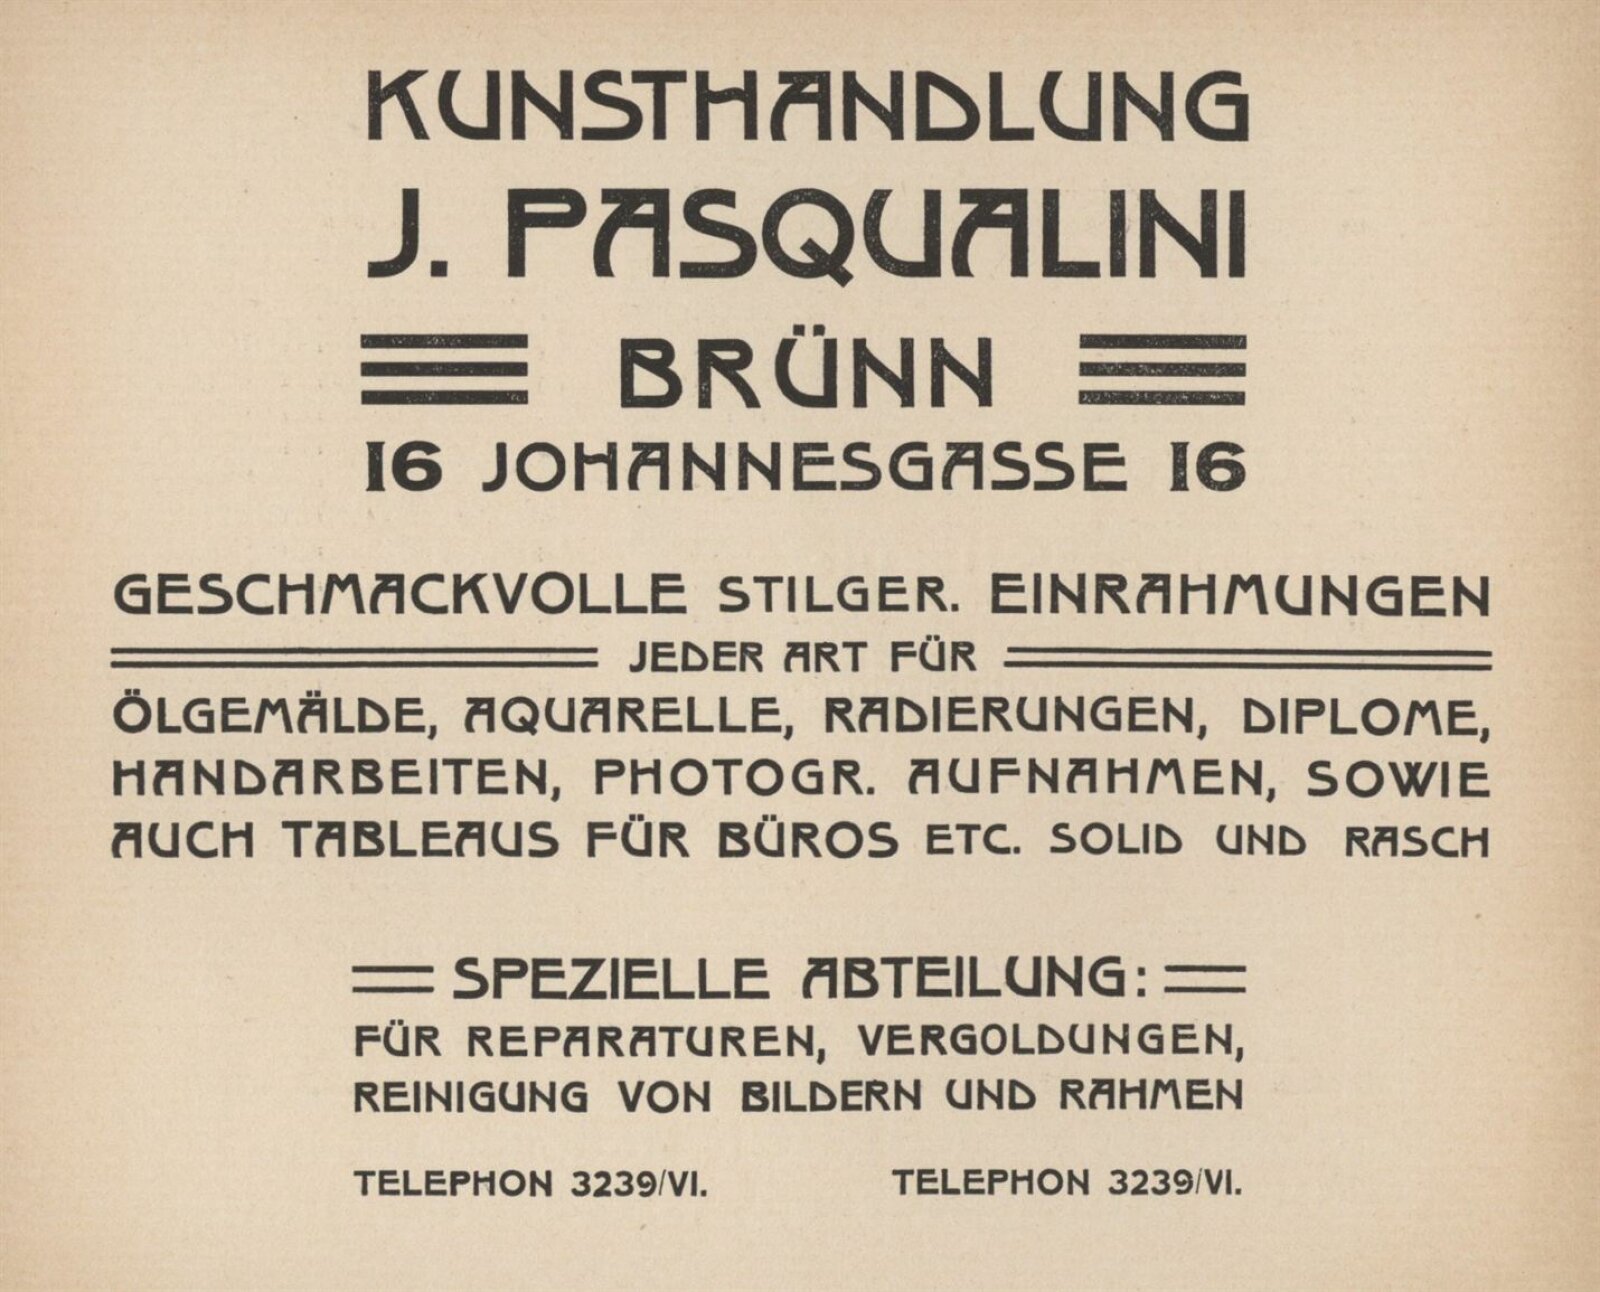 KUNSTHANDLUNG
J. PASQUALINI
BRÜNN
16 JOHANNESGASSE 16
GESCHMACKVOLLE STILGER. EINRAHMUNGEN
JEDER ART FÜR
ÖLGEMÄLDE, AQUARELLE, RADIERUNGEN, DIPLOME,
HANDARBEITEN, PHOTOGR. AUFNAHMEN, SOWIE
AUCH TABLEAUS FÜR BÜROS ETC. SOLID UND RASCH
SPEZIELLE ABTEILUNG:
FÜR REPARATUREN, VERGOLDUNGEN,
REINIGUNG VON BILDERN UND RAHMEN
TELEPHON 3239/VI. TELEPHON 3239/VI.